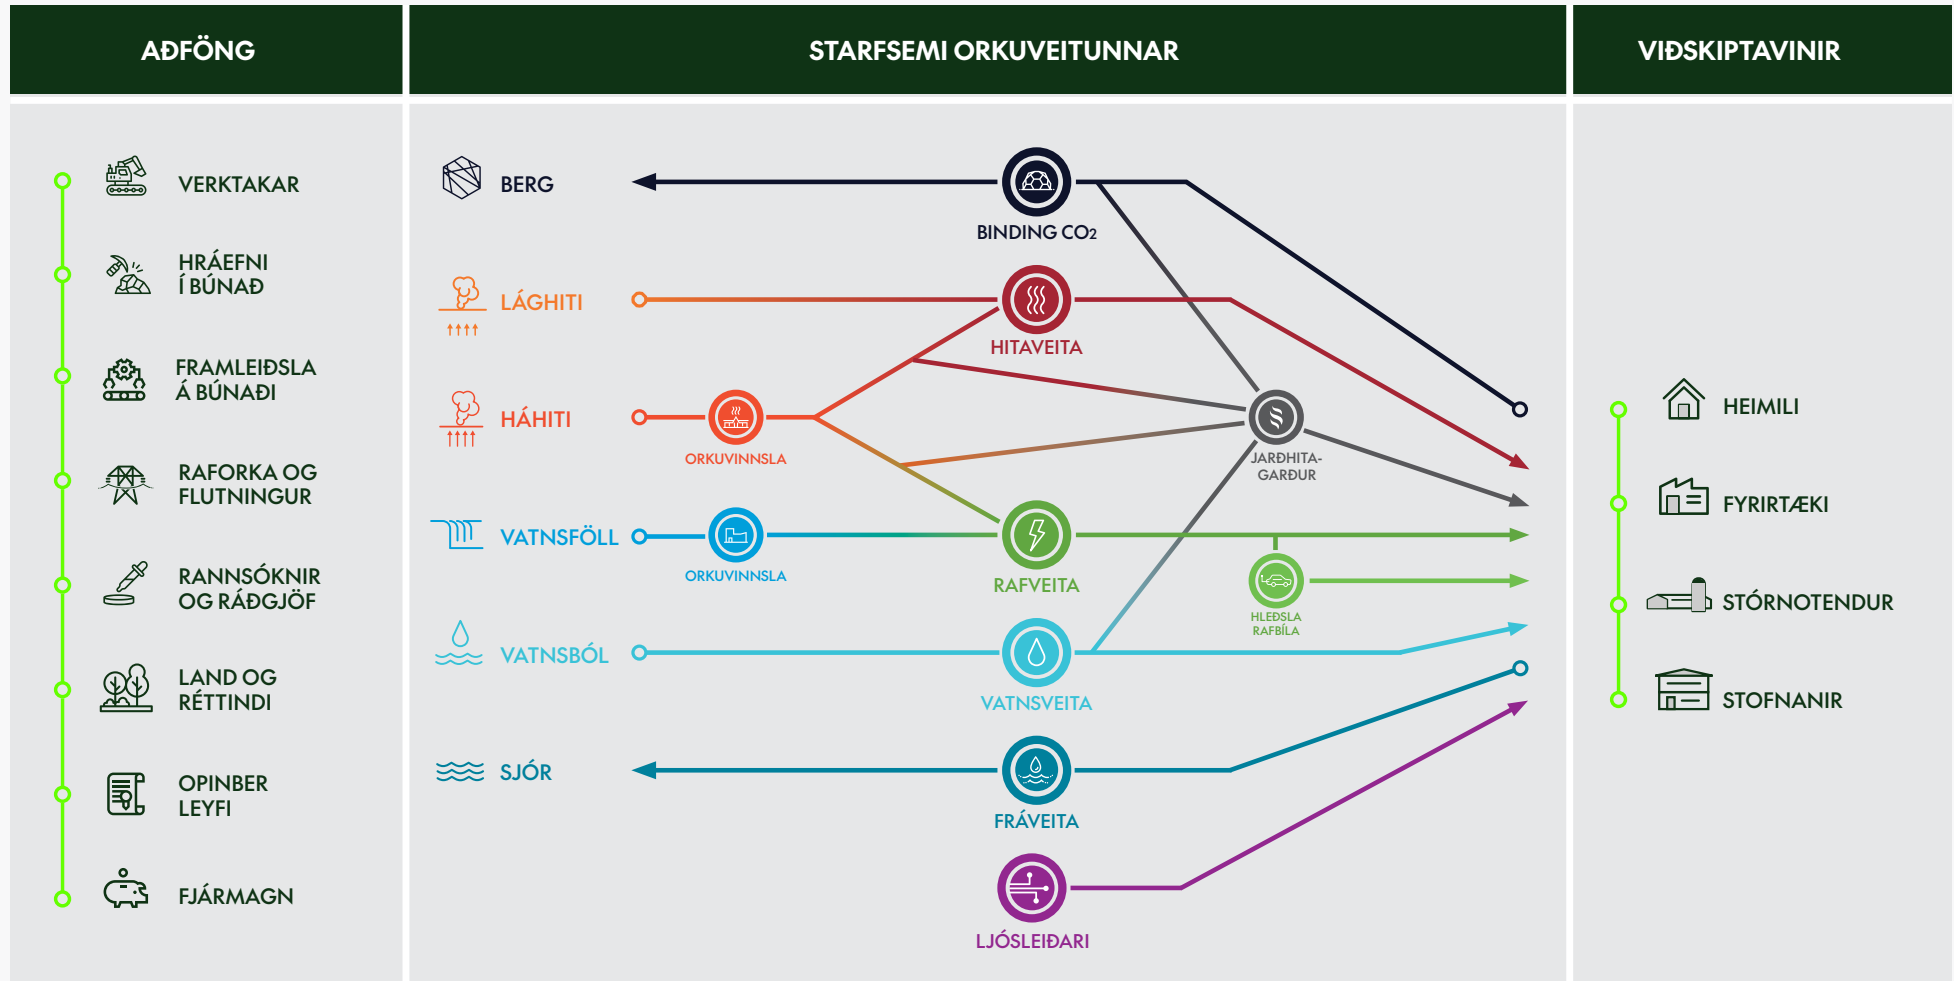 AÐFÖNG
STARFSEMI ORKUVEITUNNAR
VIÐSKIPTAVINIR
VERKTAKAR
HRÁEFNI
Í BÚNAÐ
FRAMLEIÐSLA
Á BÚNAÐI
RAFORKA OG
FLUTNINGUR
RANNSÓKNIR
OG RÁÐGJÖF
LAND OG
RÉTTINDI
OPINBER
LEYFI
FJÁRMAGN
BERG
BINDING CO2
LÁGHITI
HITAVEITA
HÁHITI
ORKUVINNSLA
JARÐHITA-
GARÐUR
VATNSFÖLL
ORKUVINNSLA
RAFVEITA
HLEÐSLA
RAFBÍLA
VATNSBÓL
VATNSVEITA
SJÓR
FRÁVEITA
LJÓSLEIÐARI
HEIMILI
FYRIRTÆKI
STÓRNOTENDUR
STOFNANIR